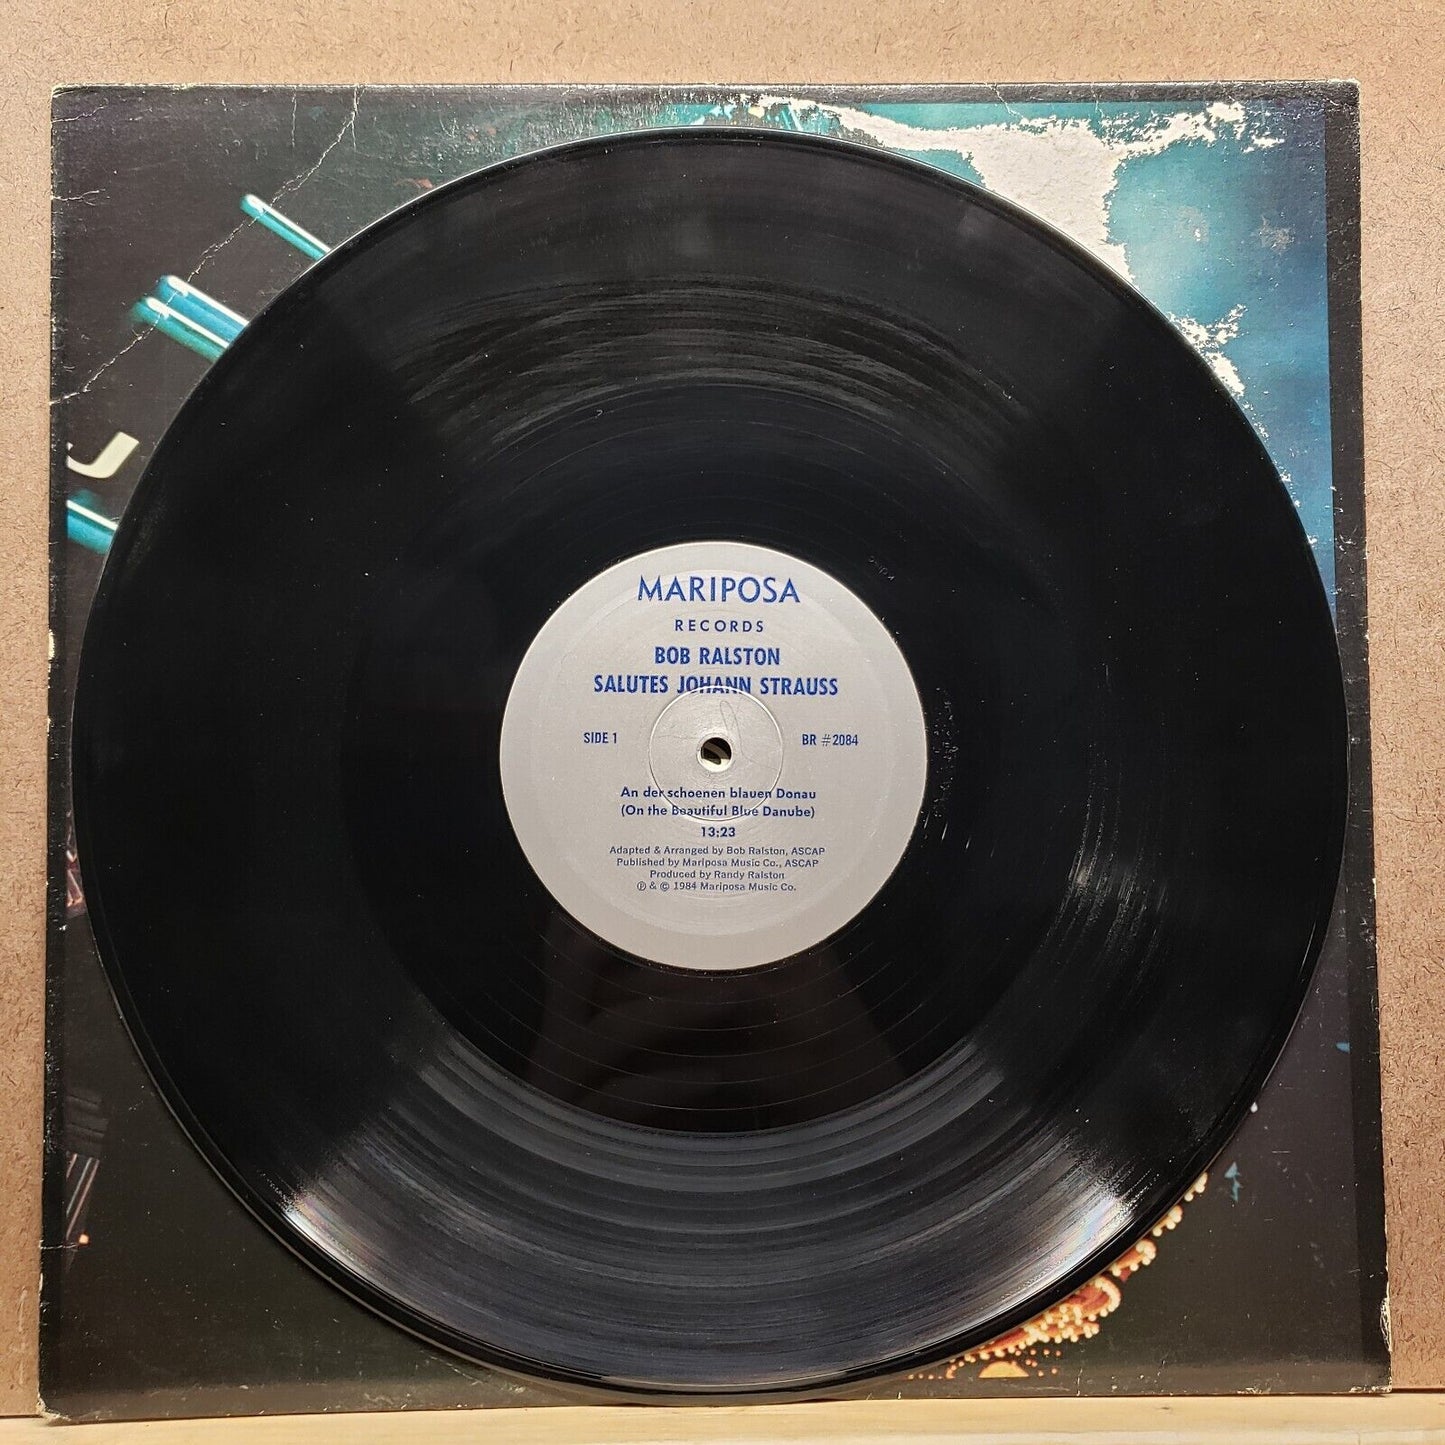 MARIPOSA
RECORDS
BOB RALSTON
SALUTES JOHANN STRAUSS
SIDE 1 BR #2084
An der schoenen blauen Donau
(On the Beautiful Blue Danube)
13:23
Adapted & Arranged by Bob Ralston, ASCAP
Published by Mariposa Music Co., ASCAP
Produced by Randy Ralston
℗ & © 1984 Mariposa Music Co.